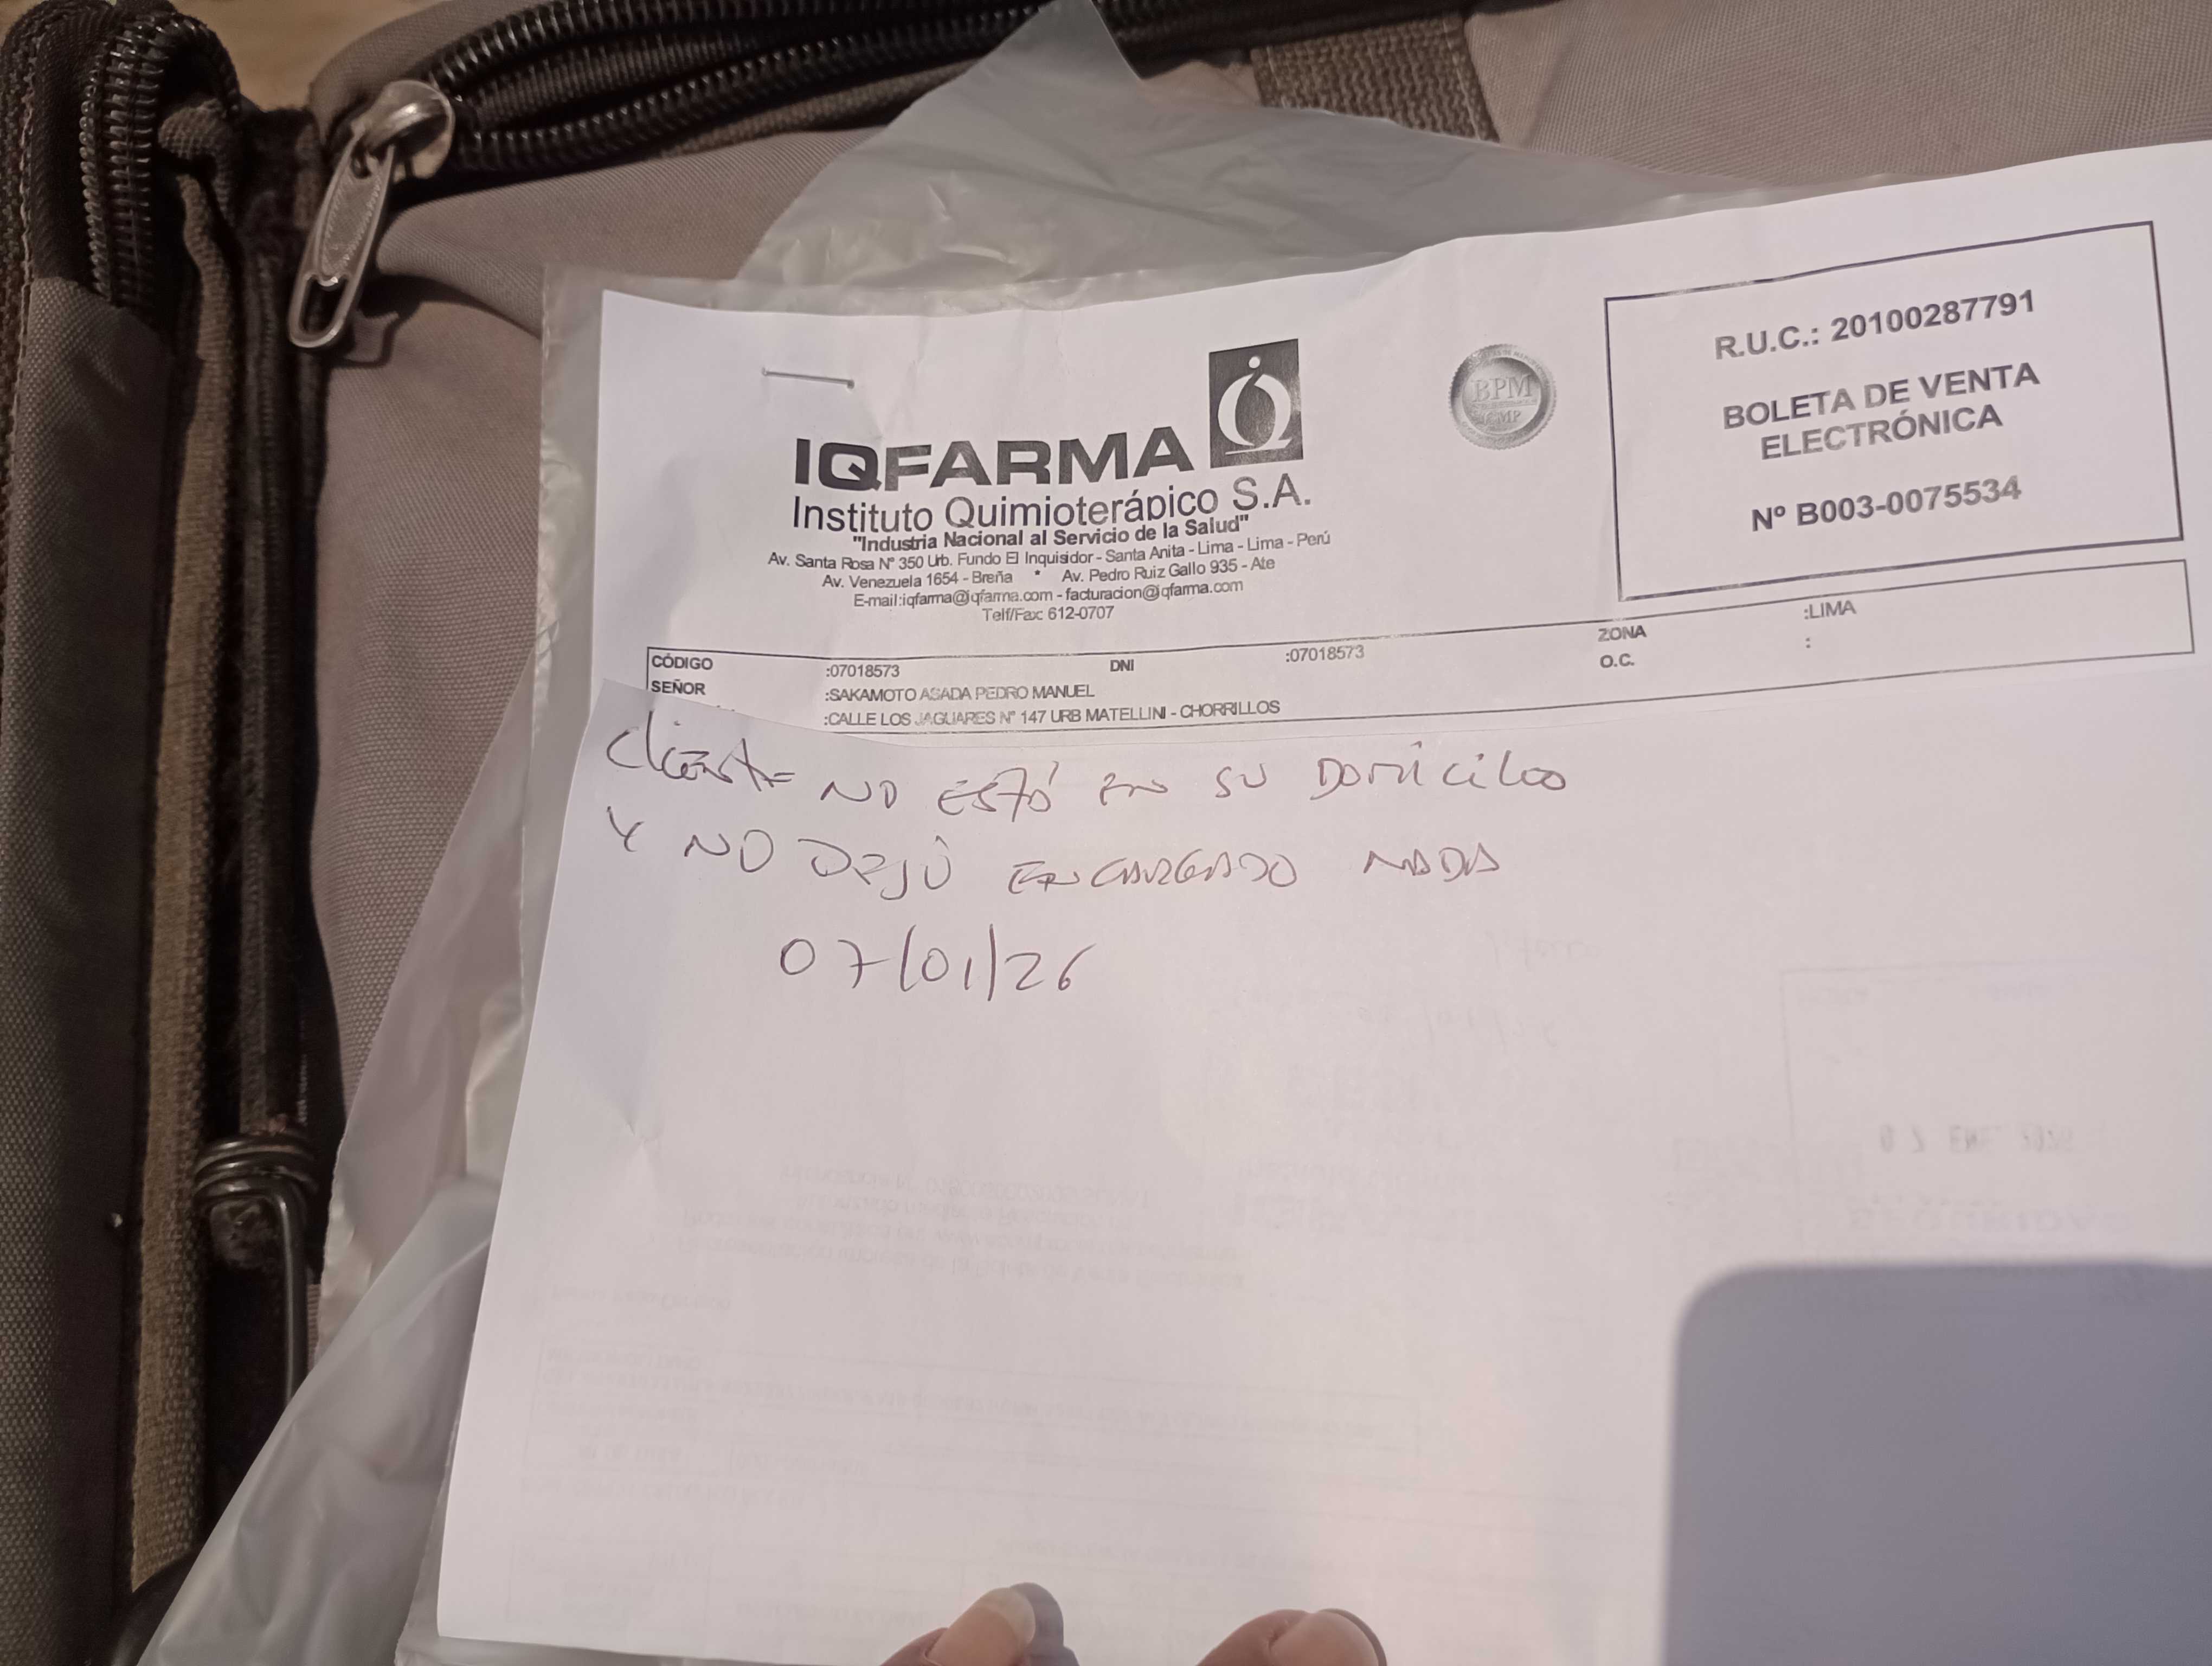 IQFARMA
Instituto Quimioterápico S.A.
"Industria Nacional al Servicio de la Salud"
Av. Santa Rosa Nº 350 Urb. Fundo El Inquisidor - Santa Anita - Lima - Lima - Perú
Av. Venezuela 1654 - Breña * Av. Pedro Ruiz Gallo 935 - Ate
E-mail:iqfarma@iqfarma.com - facturacion@iqfarma.com
Telf/Fax: 612-0707
BPM
GMP
R.U.C.: 20100287791
BOLETA DE VENTA
ELECTRÓNICA
Nº B003-0075534
CÓDIGO :07018573 DNI :07018573 ZONA :LIMA
SEÑOR :SAKAMOTO ASADA PEDRO MANUEL O.C. :
:CALLE LOS JAGUARES Nº 147 URB MATELLINI - CHORRILLOS
Cliente NO ESTÁ EN SU DOMICILIO
Y NO DEJÓ ENCARGADO NADA
07/01/26